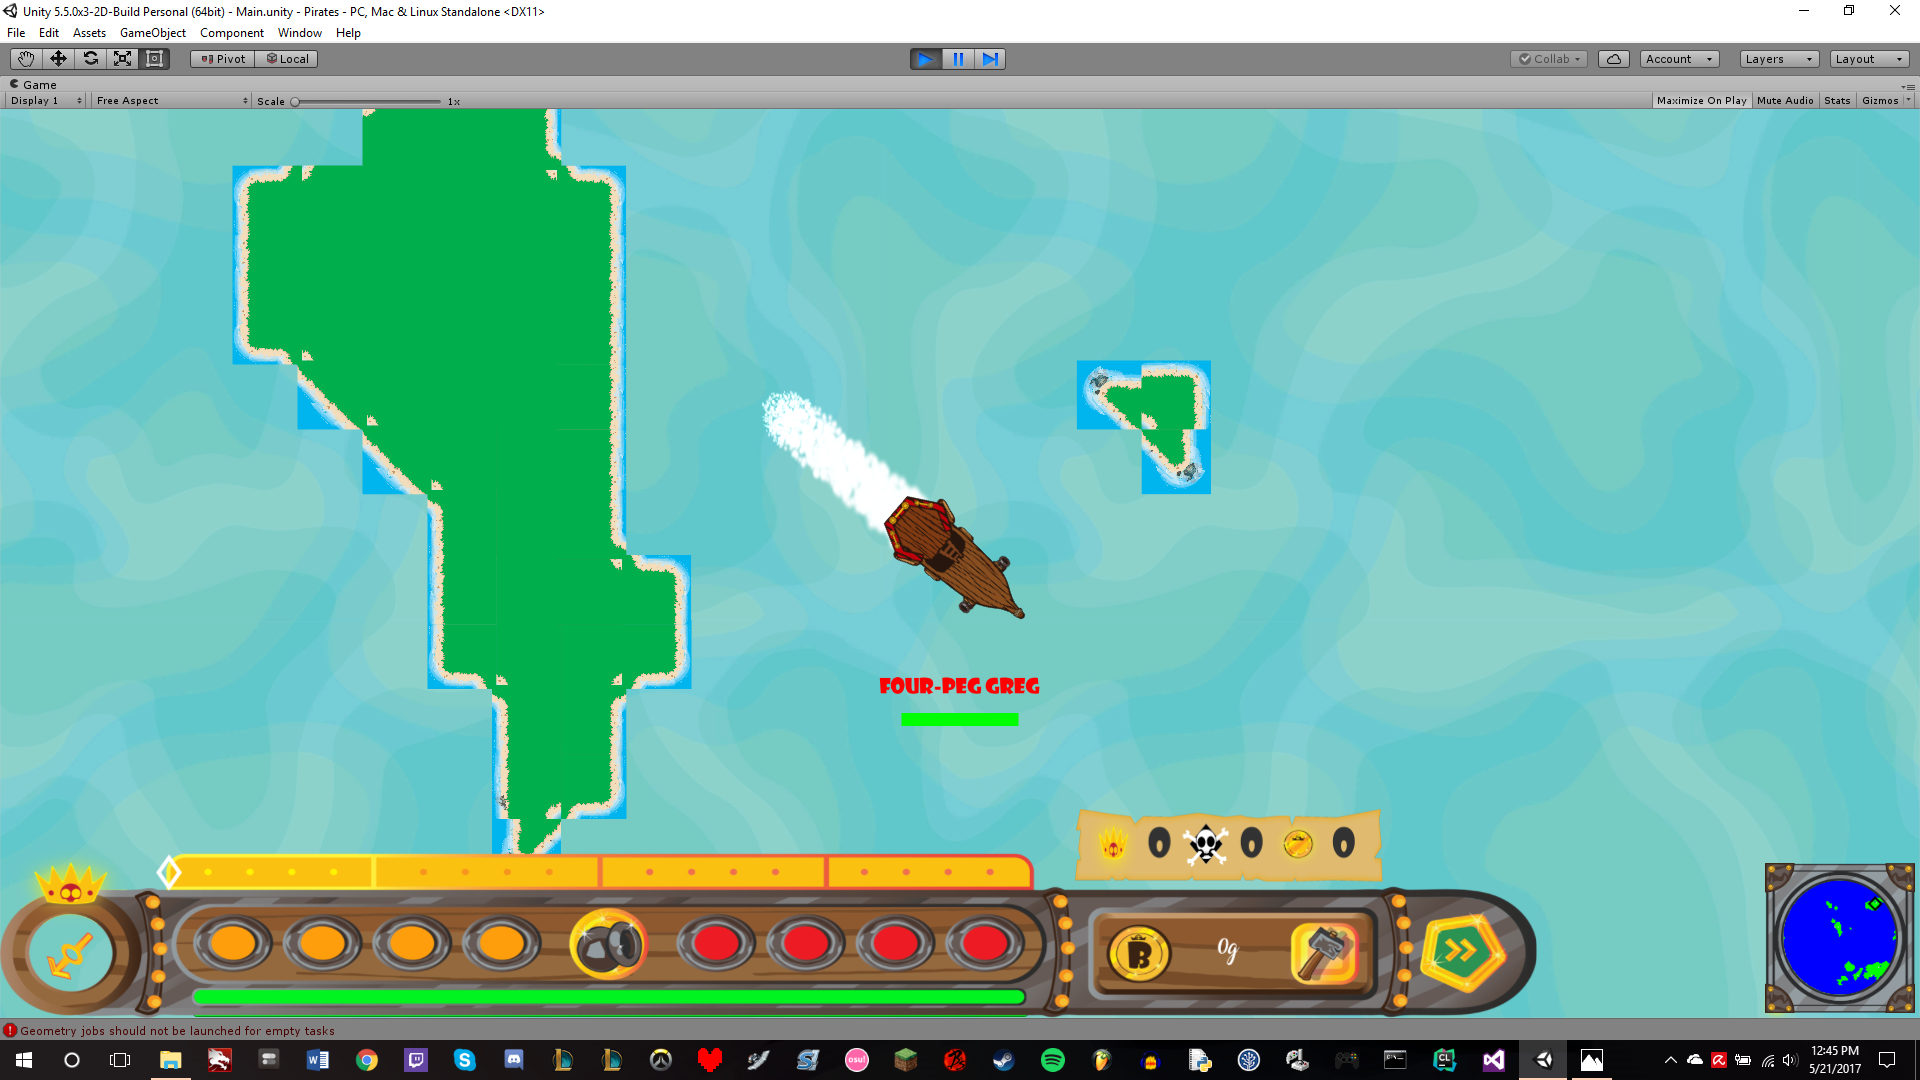 Unity 5.5.0x3-2D-Build Personal (64bit) - Main.unity - Pirates - PC, Mac & Linux Standalone <DX11>
File Edit Assets GameObject Component Window Help
Pivot Local Collab Account Layers Layout
Game
Display 1 Free Aspect Scale 1x Maximize On Play Mute Audio Stats Gizmos
FOUR-PEG GREG
0 0 0
B 0g
Geometry jobs should not be launched for empty tasks
osu!
CL
12:45 PM
5/21/2017